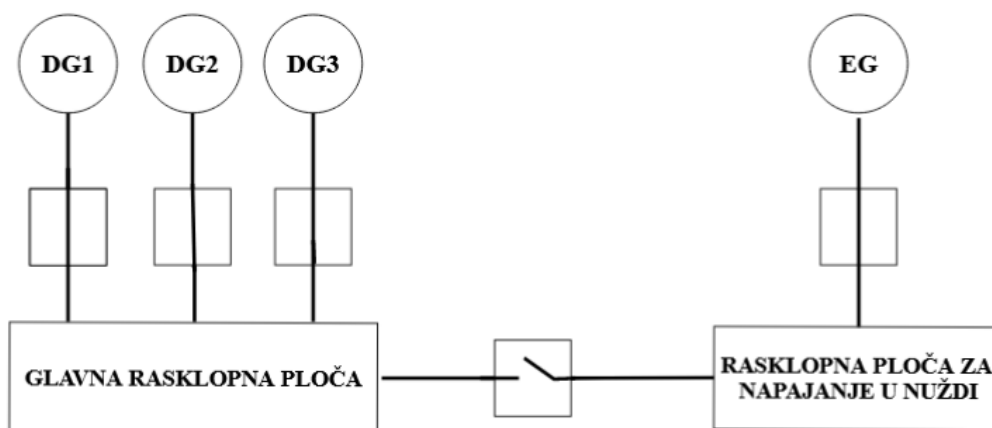 DG1
DG2
DG3
EG
GLAVNA RASKLOPNA PLOČA
RASKLOPNA PLOČA ZA
NAPAJANJE U NUŽDI